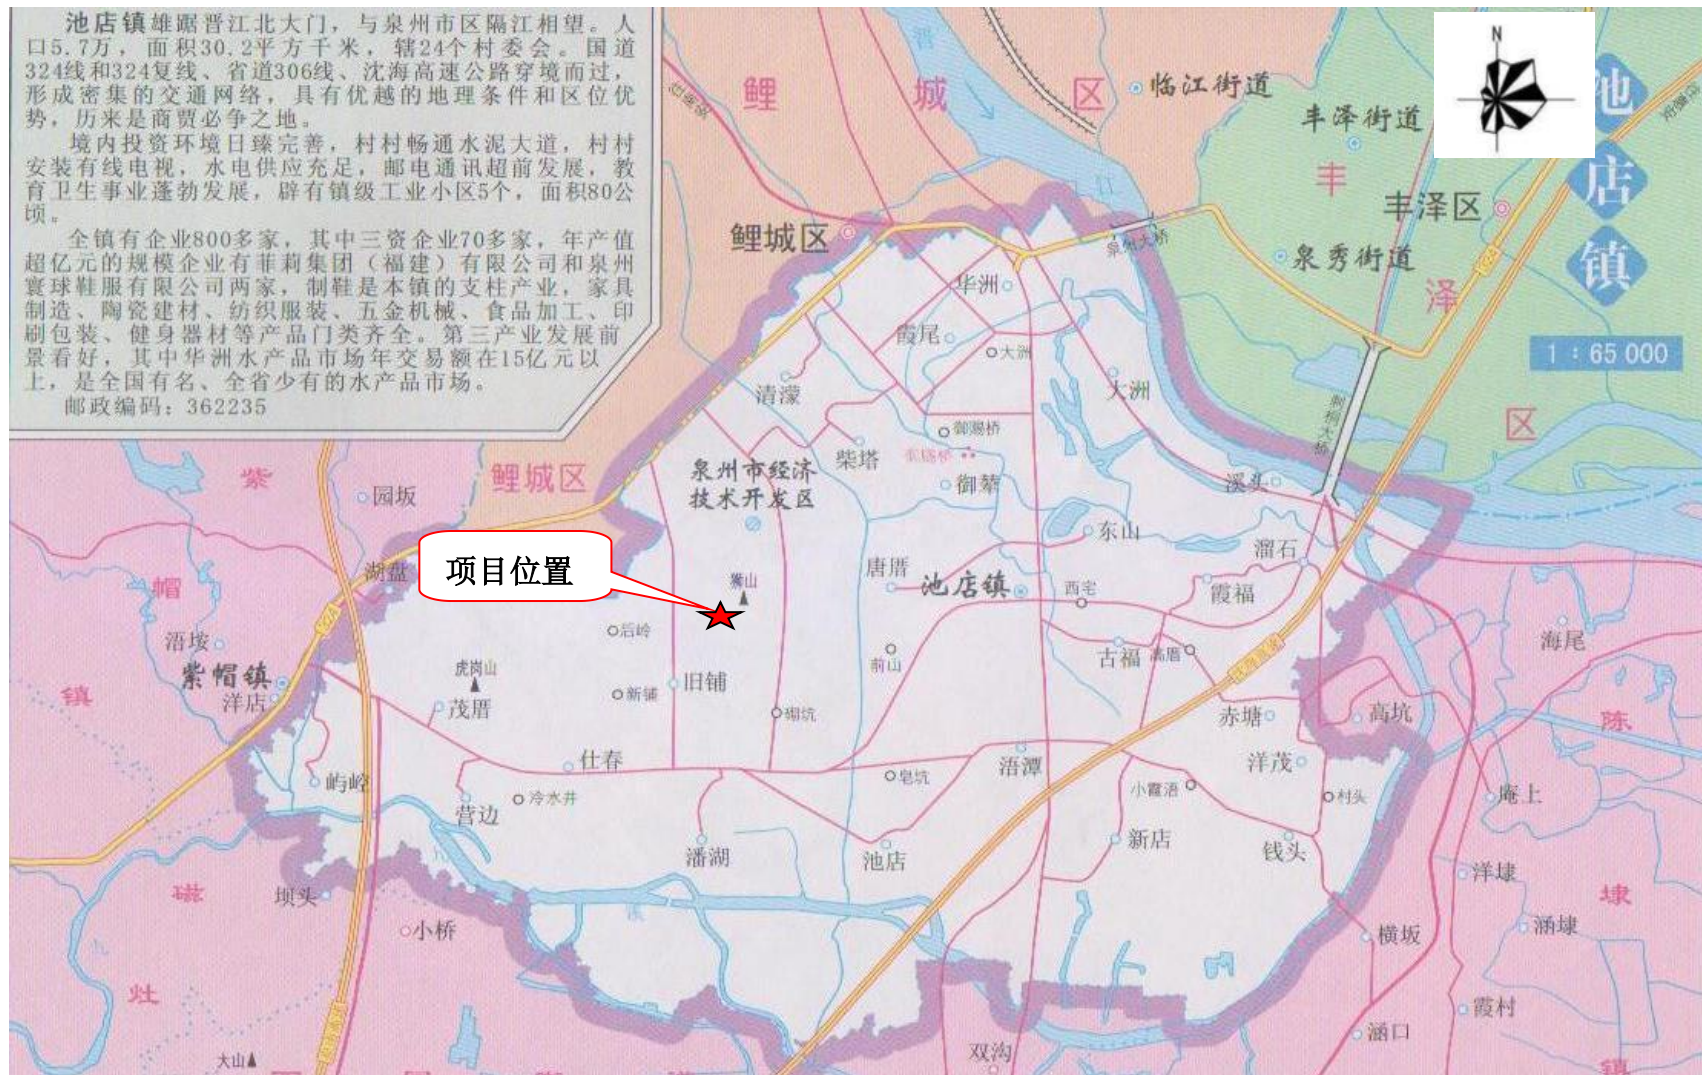 池店镇雄踞晋江北大门，与泉州市区隔江相望。人
口5.7万，面积30.2平方千米，辖24个村委会。国道
324线和324复线、省道306线、沈海高速公路穿境而过，
形成密集的交通网络，具有优越的地理条件和区位优
势，历来是商贾必争之地。
境内投资环境日臻完善，村村畅通水泥大道，村村
安装有线电视，水电供应充足，邮电通讯超前发展，教
育卫生事业蓬勃发展，辟有镇级工业小区5个，面积80公
顷。
全镇有企业800多家，其中三资企业70多家，年产值
超亿元的规模企业有菲莉集团（福建）有限公司和泉州
寰球鞋服有限公司两家，制鞋是本镇的支柱产业，家具
制造、陶瓷建材、纺织服装、五金机械、食品加工、印
刷包装、健身器材等产品门类齐全。第三产业发展前
景看好，其中华洲水产品市场年交易额在15亿元以
上，是全国有名、全省少有的水产品市场。
邮政编码：362235
N
池店镇
1：65 000
鲤城区
晋
江
临江街道
丰泽街道
丰泽区
丰泽区
泉秀街道
鲤城区
泉州大桥
刺桐大桥
华洲
霞尾
大洲
清濛
大洲
御赐桥
柴塔
御辇
溪头
鲤城区
泉州市经济
技术开发区
紫
园坂
东山
溜石
湖盘
项目位置
狮山
唐厝
池店镇
西宅
霞福
帽
浯垵
后岭
前山
古福
高厝
海尾
紫帽镇
虎岗山
镇
洋店
茂厝
新铺
旧铺
赤塘
高坑
陈
仕春
浯潭
洋茂
屿崆
冷水井
皂坑
小霞浯
村头
庵上
营边
潘湖
池店
新店
钱头
洋埭
磁
坝头
埭
小桥
溪
横坂
涵埭
灶
霞村
涵口
大山
双沟
镇
324